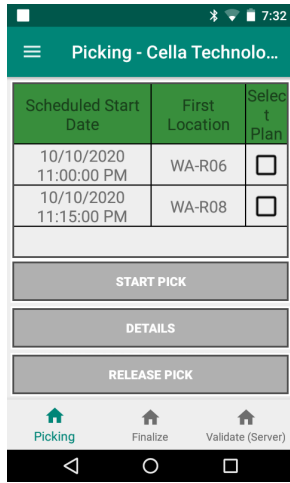 7:32
Picking - Cella Technolo...
Scheduled Start Date
First Location
Selec
t
Plan
10/10/2020
11:00:00 PM
WA-R06
10/10/2020
11:15:00 PM
WA-R08
START PICK
DETAILS
RELEASE PICK
Picking
Finalize
Validate (Server)